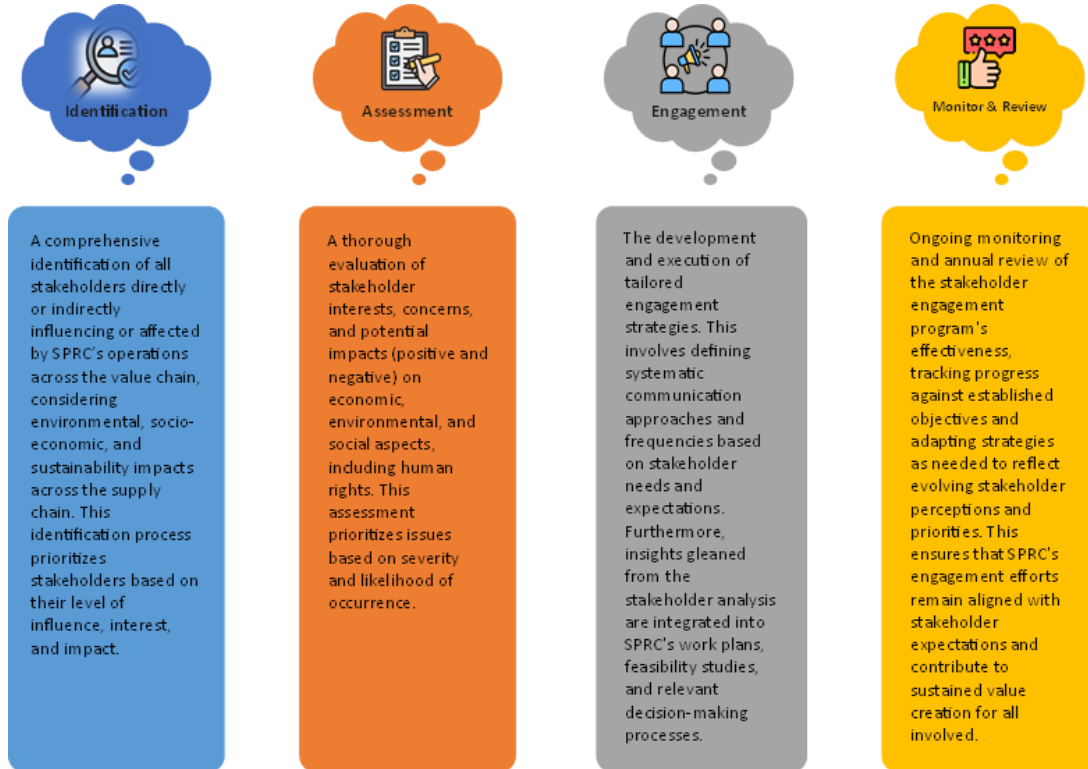 Identification
A comprehensive
identification of all
stakeholders directly
or indirectly
influencing or affected
by SPRC's operations
across the value chain,
considering
environmental, socio-
economic, and
sustainability impacts
across the supply
chain. This
identification process
prioritizes
stakeholders based on
their level of
influence, interest,
and impact.
Assessment
A thorough
evaluation of
stakeholder
interests, concerns,
and potential
impacts (positive and
negative) on
economic,
environmental, and
social aspects,
including human
rights. This
assessment
prioritizes issues
based on severity
and likelihood of
occurrence.
Engagement
The development
and execution of
tailored
engagement
strategies. This
involves defining
systematic
communication
approaches and
frequencies based
on stakeholder
needs and
expectations.
Furthermore,
insights gleaned
from the
stakeholder analysis
are integrated into
SPRC's work plans,
feasibility studies,
and relevant
decision-making
processes.
Monitor & Review
Ongoing monitoring
and annual review of
the stakeholder
engagement
program's
effectiveness,
tracking progress
against established
objectives and
adapting strategies
as needed to reflect
evolving stakeholder
perceptions and
priorities. This
ensures that SPRC's
engagement efforts
remain aligned with
stakeholder
expectations and
contribute to
sustained value
creation for all
involved.